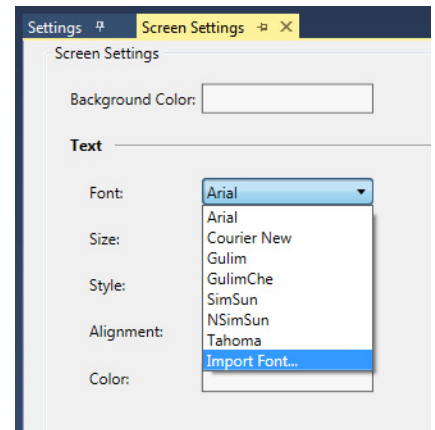 Settings Screen Settings
Screen Settings
Background Color:
Text
Font: Arial
Arial
Size: Courier New
Gulim
GulimChe
Style: SimSun
NSimSun
Alignment: Tahoma
Import Font...
Color: